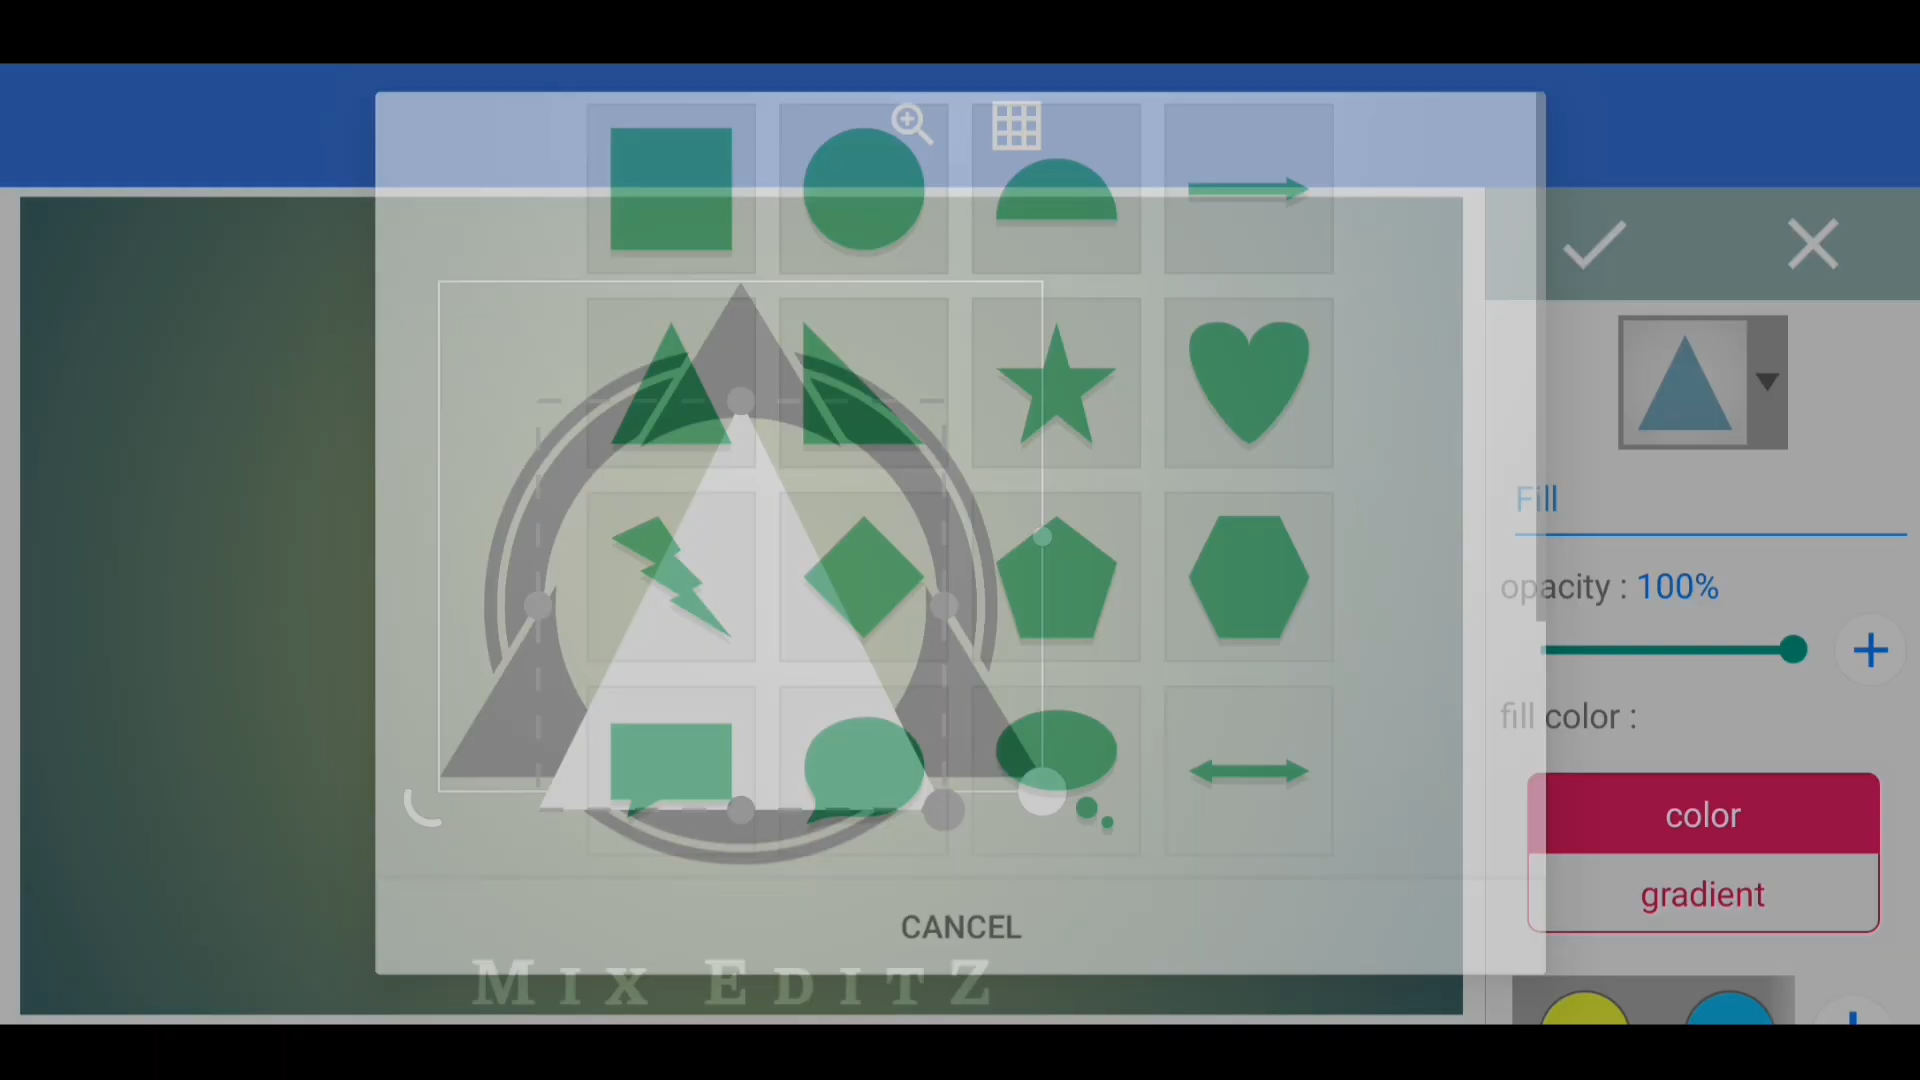 Fill
opacity : 100%
fill color :
color
gradient
CANCEL
MIX EDITZ